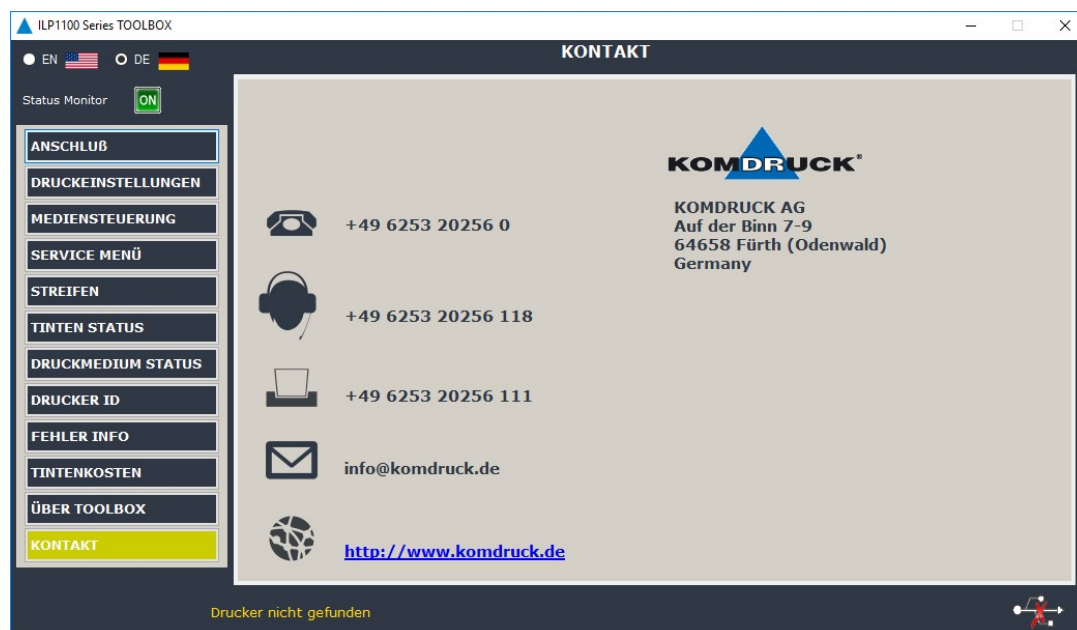 ILP1100 Series TOOLBOX
EN
DE
KONTAKT
Status Monitor
ON
ANSCHLUß
DRUCKEINSTELLUNGEN
MEDIENSTEUERUNG
SERVICE MENÜ
STREIFEN
TINTEN STATUS
DRUCKMEDIUM STATUS
DRUCKER ID
FEHLER INFO
TINTENKOSTEN
ÜBER TOOLBOX
KONTAKT
+49 6253 20256 0
+49 6253 20256 118
+49 6253 20256 111
info@komdruck.de
http://www.komdruck.de
KOMDRUCK®
KOMDRUCK AG
Auf der Binn 7-9
64658 Fürth (Odenwald)
Germany
Drucker nicht gefunden